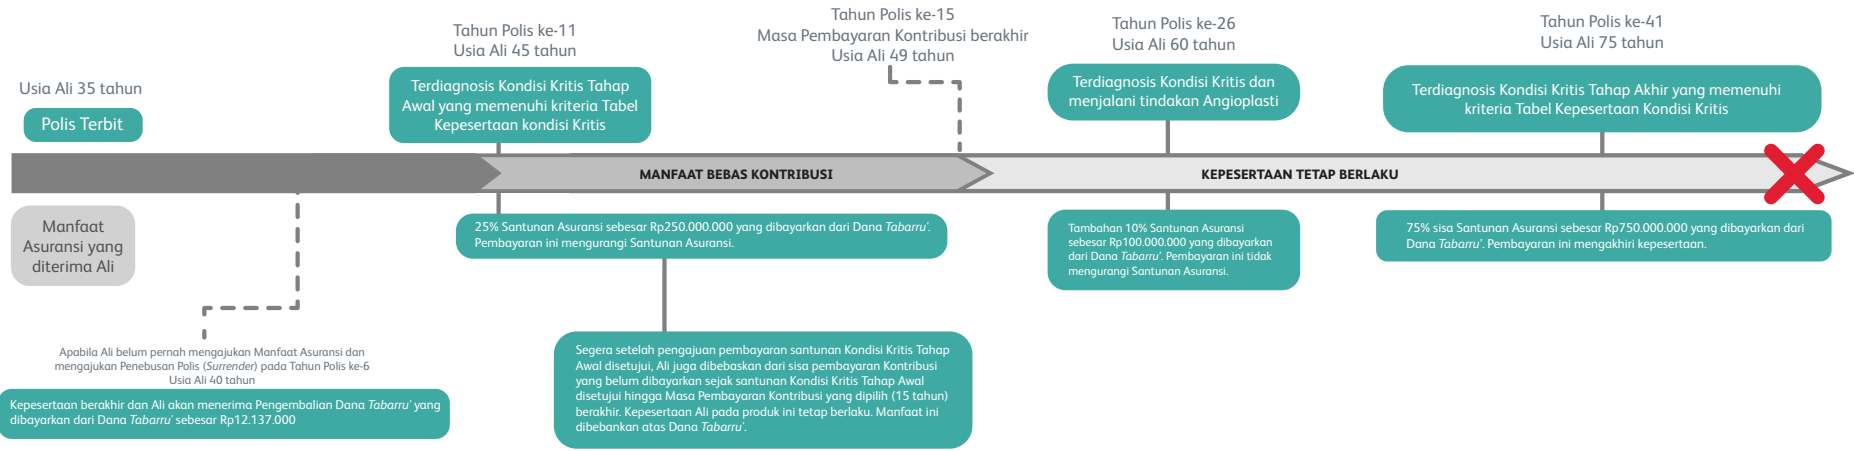 Usia Ali 35 tahun
Polis Terbit
Tahun Polis ke-11
Usia Ali 45 tahun
Terdiagnosis Kondisi Kritis Tahap
Awal yang memenuhi kriteria Tabel
Kepesertaan kondisi Kritis
Tahun Polis ke-15
Masa Pembayaran Kontribusi berakhir
Usia Ali 49 tahun
Tahun Polis ke-26
Usia Ali 60 tahun
Terdiagnosis Kondisi Kritis dan
menjalani tindakan Angioplasti
Tahun Polis ke-41
Usia Ali 75 tahun
Terdiagnosis Kondisi Kritis Tahap Akhir yang memenuhi
kriteria Tabel Kepesertaan Kondisi Kritis
MANFAAT BEBAS KONTRIBUSI
KEPESERTAAN TETAP BERLAKU
Manfaat
Asuransi yang
diterima Ali
25% Santunan Asuransi sebesar Rp250.000.000 yang dibayarkan dari Dana Tabarru’.
Pembayaran ini mengurangi Santunan Asuransi.
Tambahan 10% Santunan Asuransi
sebesar Rp100.000.000 yang dibayarkan
dari Dana Tabarru’. Pembayaran ini tidak
mengurangi Santunan Asuransi.
75% sisa Santunan Asuransi sebesar Rp750.000.000 yang dibayarkan dari
Dana Tabarru’. Pembayaran ini mengakhiri kepesertaan.
Apabila Ali belum pernah mengajukan Manfaat Asuransi dan
mengajukan Penebusan Polis (Surrender) pada Tahun Polis ke-6
Usia Ali 40 tahun
Kepesertaan berakhir dan Ali akan menerima Pengembalian Dana Tabarru’ yang
dibayarkan dari Dana Tabarru’ sebesar Rp12.137.000
Segera setelah pengajuan pembayaran santunan Kondisi Kritis Tahap
Awal disetujui, Ali juga dibebaskan dari sisa pembayaran Kontribusi
yang belum dibayarkan sejak santunan Kondisi Kritis Tahap Awal
disetujui hingga Masa Pembayaran Kontribusi yang dipilih (15 tahun)
berakhir. Kepesertaan Ali pada produk ini tetap berlaku. Manfaat ini
dibebankan atas Dana Tabarru’.